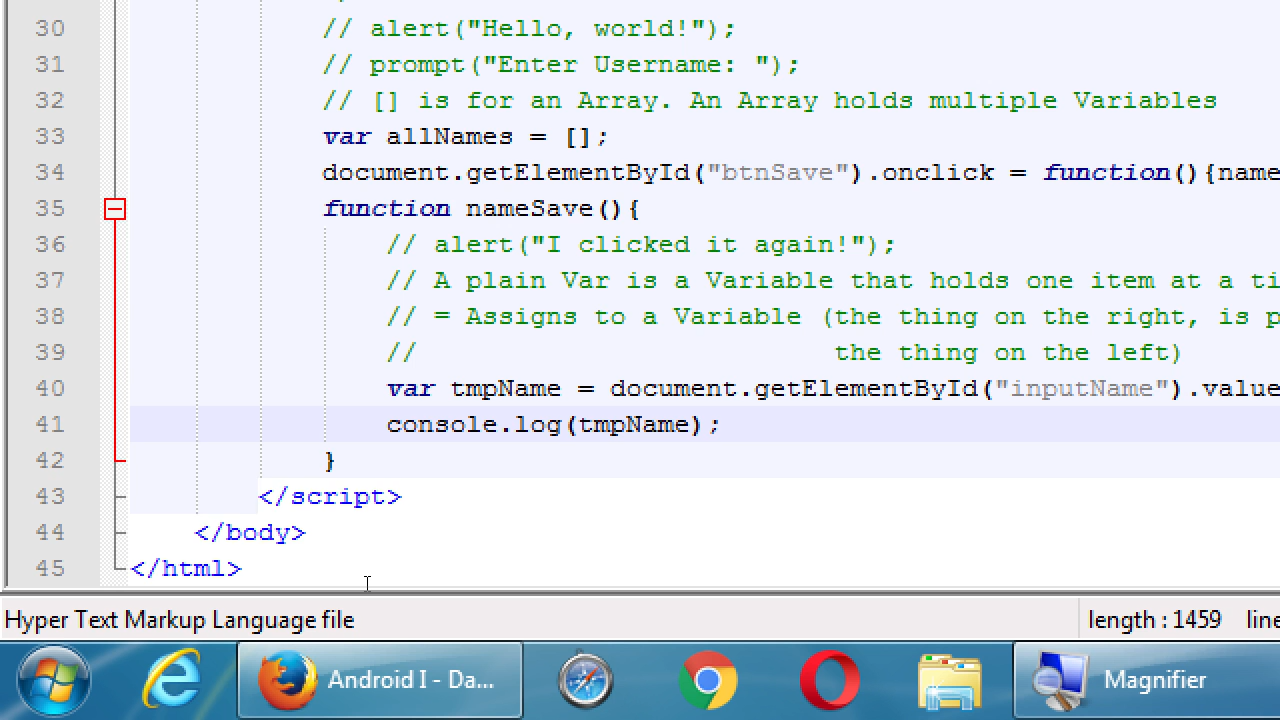 30 // alert("Hello, world!");
31 // prompt("Enter Username: ");
32 // [] is for an Array. An Array holds multiple Variables
33 var allNames = [];
34 document.getElementById("btnSave").onclick = function(){name
35 function nameSave(){
36 // alert("I clicked it again!");
37 // A plain Var is a Variable that holds one item at a ti
38 // = Assigns to a Variable (the thing on the right, is p
39 // the thing on the left)
40 var tmpName = document.getElementById("inputName").value
41 console.log(tmpName);
42 }
43 </script>
44 </body>
45 </html>
Hyper Text Markup Language file length : 1459 line
Android I - Da... Magnifier